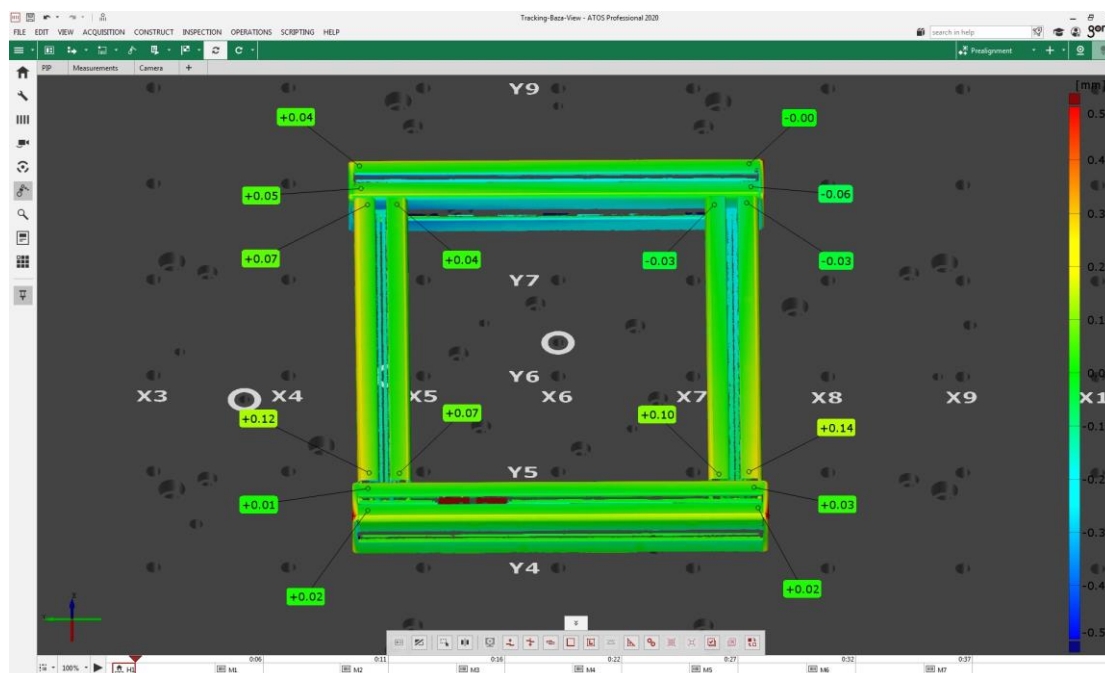 Tracking-Baza-View - ATOS Professional 2020
FILE EDIT VIEW ACQUISITION CONSTRUCT INSPECTION OPERATIONS SCRIPTING HELP
search in help
gom
Prealignment
PIP Measurements Camera +
[mm]
Y9
+0.04 -0.00
0.5
0.4
+0.05 -0.06
0.3
+0.07 +0.04 -0.03 -0.03
0.2
Y7
0.1
Y6
0.0
X3 X4 X5 X6 X7 X8 X9 X1
+0.12 +0.07 +0.10 +0.14
-0.1
Y5
-0.2
+0.01 +0.03
-0.3
Y4
-0.4
+0.02 +0.02
-0.5
100% H1 0:06 0:11 0:16 0:22 0:27 0:32 0:37
M1 M2 M3 M4 M5 M6 M7